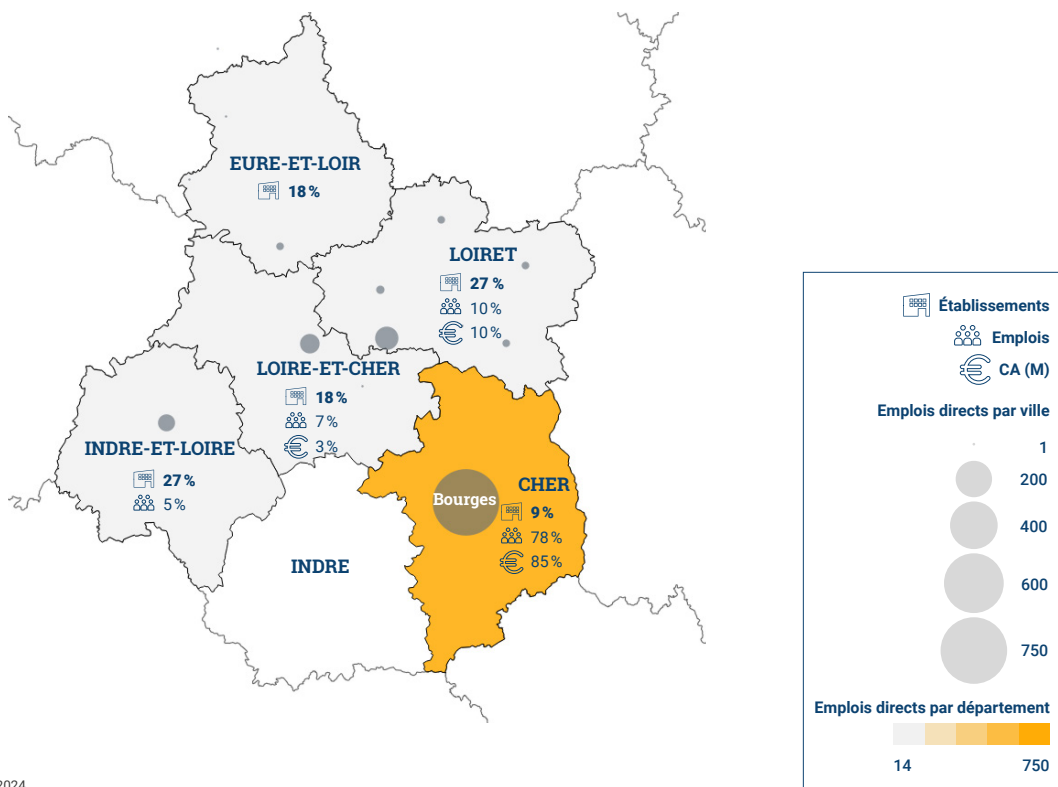 EURE-ET-LOIR
18 %
LOIRET
27 %
10 %
10 %
LOIRE-ET-CHER
18 %
7 %
3 %
INDRE-ET-LOIRE
27 %
5 %
CHER
Bourges
9 %
78 %
85 %
INDRE
Établissements
Emplois
CA (M)
Emplois directs par ville
1
200
400
600
750
Emplois directs par département
14 750
2024